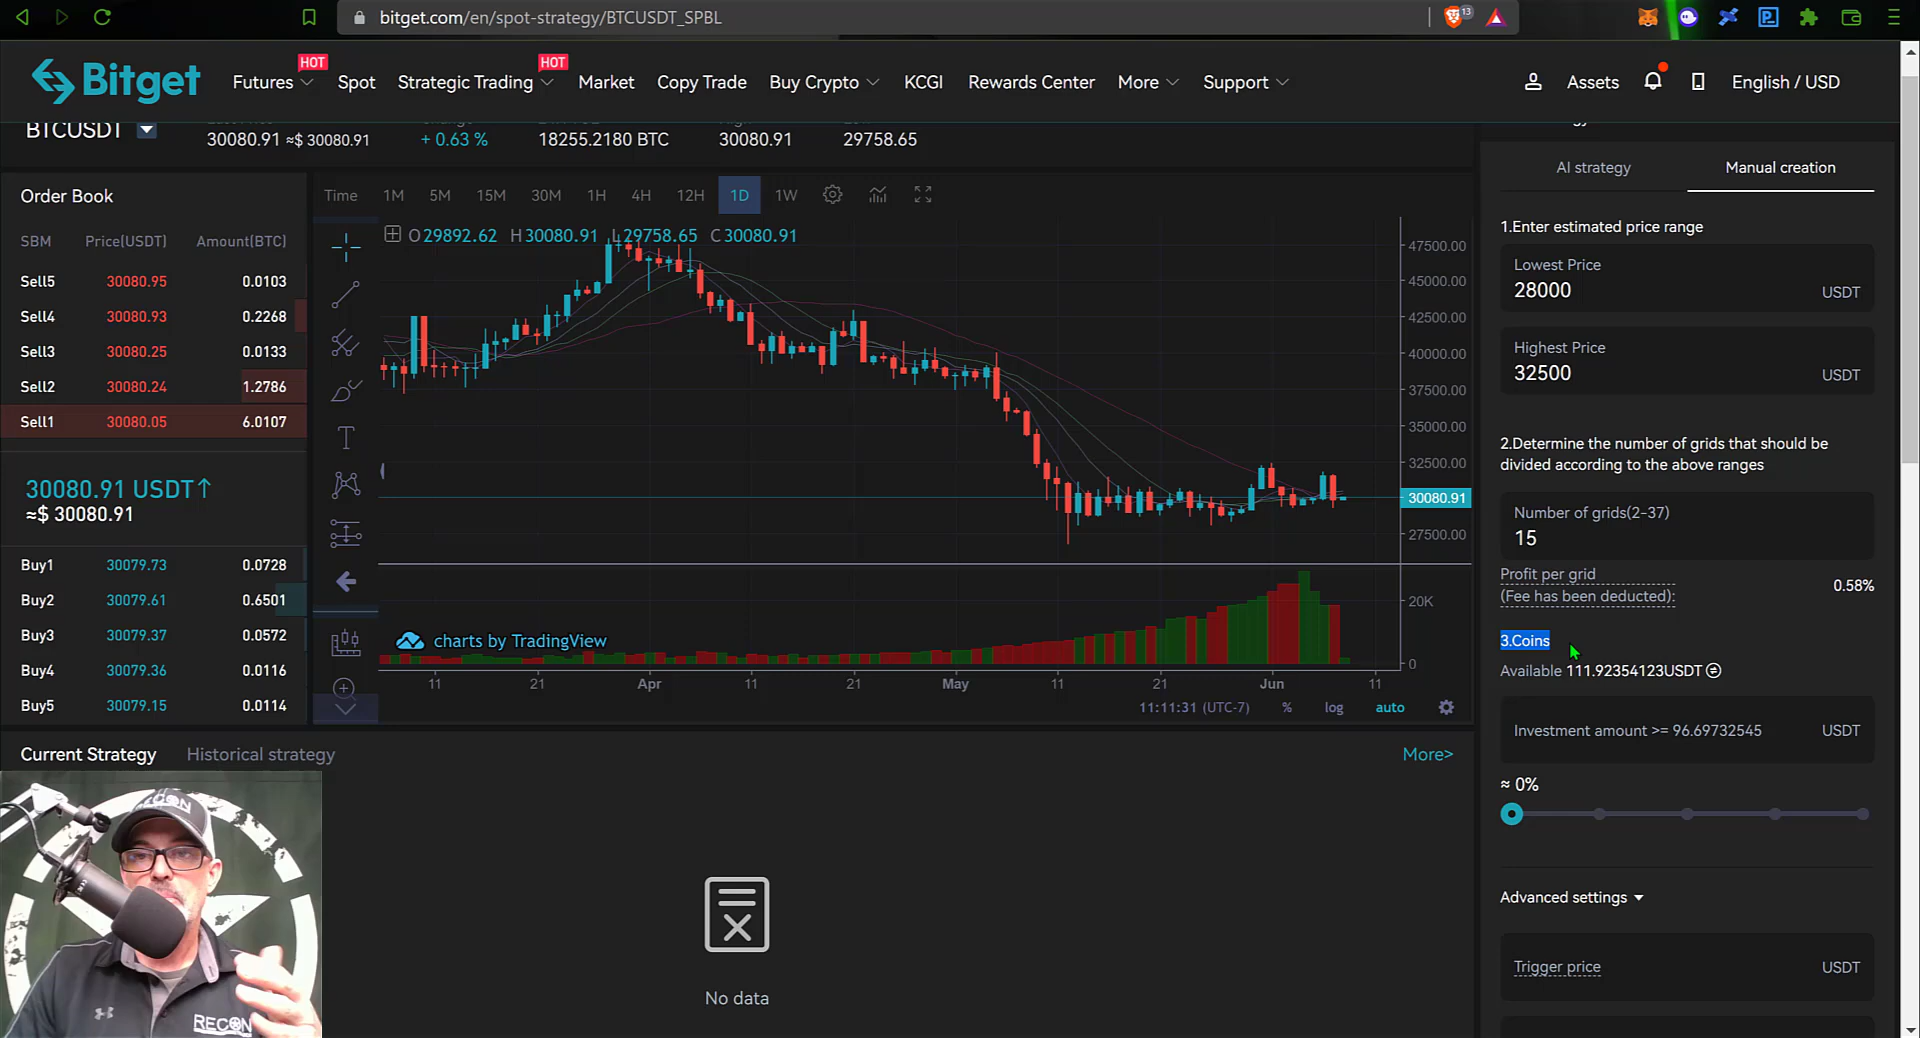 bitget.com/en/spot-strategy/BTCUSDT_SPBL
13
Bitget
Futures
HOT
Spot
Strategic Trading
HOT
Market
Copy Trade
Buy Crypto
KCGI
Rewards Center
More
Support
Assets
English / USD
BTCUSDT
30080.91 ≈$ 30080.91
+ 0.63 %
18255.2180 BTC
30080.91
29758.65
Order Book
SBM Price(USDT) Amount(BTC)
Sell5 30080.95 0.0103
Sell4 30080.93 0.2268
Sell3 30080.25 0.0133
Sell2 30080.24 1.2786
Sell1 30080.05 6.0107
30080.91 USDT↑
≈$ 30080.91
Buy1 30079.73 0.0728
Buy2 30079.61 0.6501
Buy3 30079.37 0.0572
Buy4 30079.36 0.0116
Buy5 30079.15 0.0114
Time 1M 5M 15M 30M 1H 4H 12H 1D 1W
O 29892.62 H 30080.91 L 29758.65 C 30080.91
47500.00
45000.00
42500.00
40000.00
37500.00
35000.00
32500.00
30080.91
27500.00
20K
0
charts by TradingView
11 21 Apr 11 21 May 11 21 Jun 11
11:11:31 (UTC-7) % log auto
Current Strategy Historical strategy
More>
No data
RECON
RECON
AI strategy Manual creation
1.Enter estimated price range
Lowest Price
28000 USDT
Highest Price
32500 USDT
2.Determine the number of grids that should be
divided according to the above ranges
Number of grids(2-37)
15
Profit per grid
(Fee has been deducted):
0.58%
3.Coins
Available 111.92354123USDT
Investment amount >= 96.69732545 USDT
≈ 0%
Advanced settings
Trigger price USDT